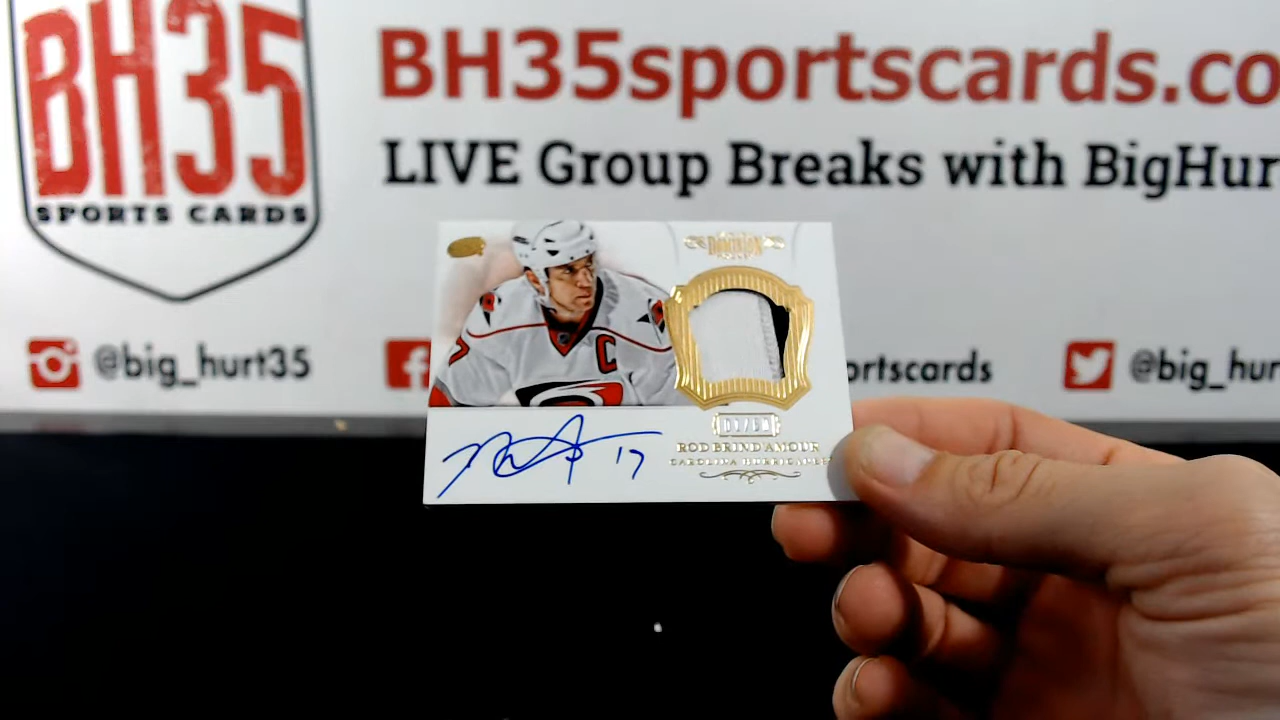 BH35
SPORTS CARDS
BH35sportscards.co
LIVE Group Breaks with BigHur
@big_hurt35
ortscards
@big_hur
DOMINION
C
7
17
ROD BRIND'AMOUR
CAROLINA HURRICANES